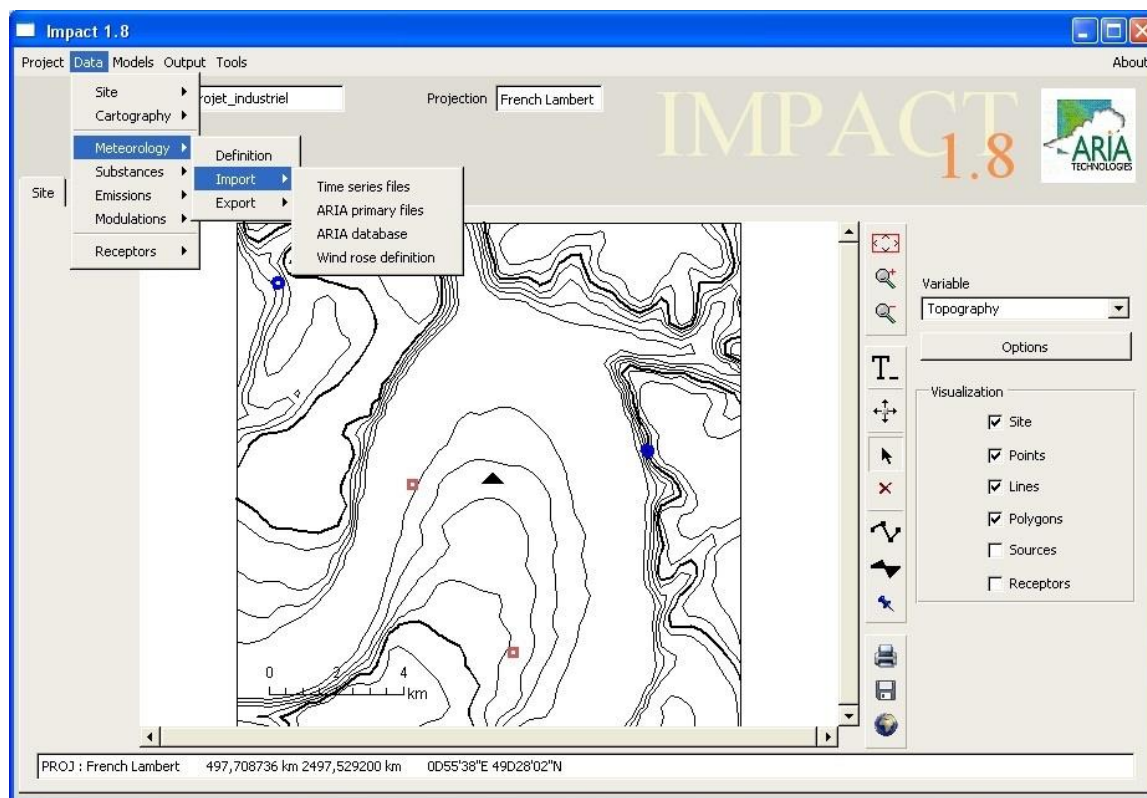 Impact 1.8
Project Data Models Output Tools About
Site
Cartography
Meteorology
Substances
Emissions
Modulations
Receptors
Definition
Import
Export
Time series files
ARIA primary files
ARIA database
Wind rose definition
rojet_industriel
Projection French Lambert
IMPACT
1.8
ARIA
TECHNOLOGIES
Site
Variable
Topography
Options
Visualization
Site
Points
Lines
Polygons
Sources
Receptors
T_
0 2 4
km
PROJ : French Lambert 497,708736 km 2497,529200 km 0D55'38"E 49D28'02"N